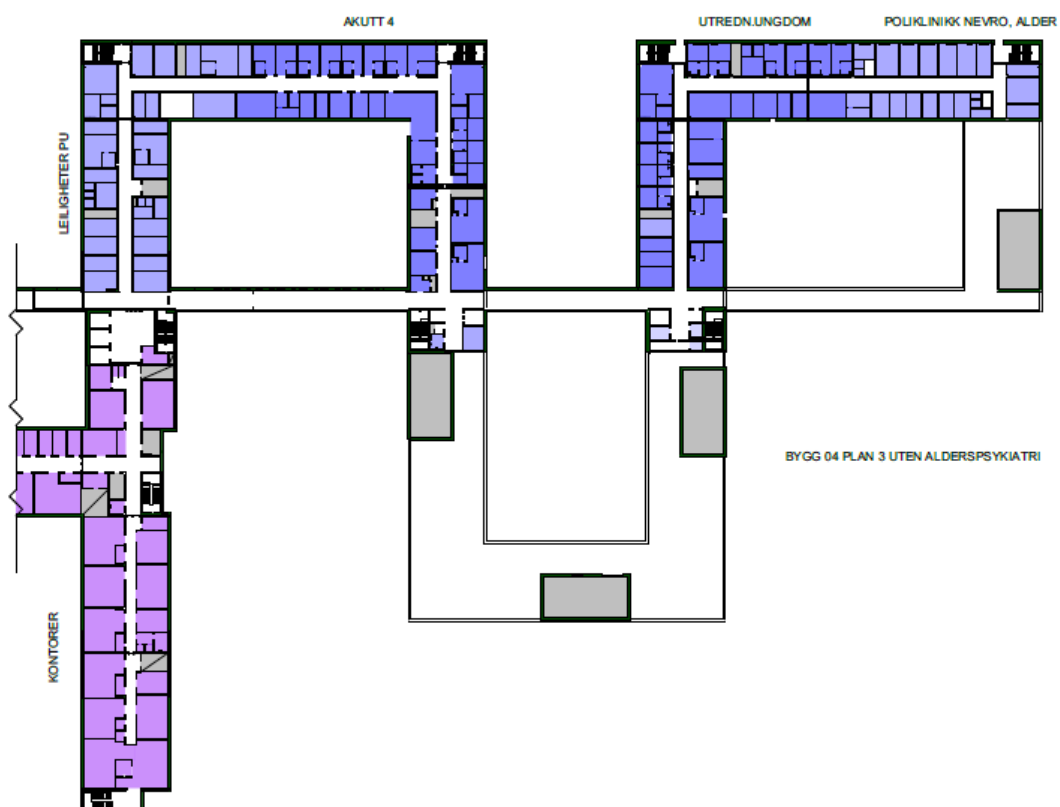 AKUTT 4
UTREDN.UNGDOM
POLIKLINIKK NEVRO, ALDER
LEILIGHETER PU
BYGG 04 PLAN 3 UTEN ALDERSPSYKIATRI
KONTORER